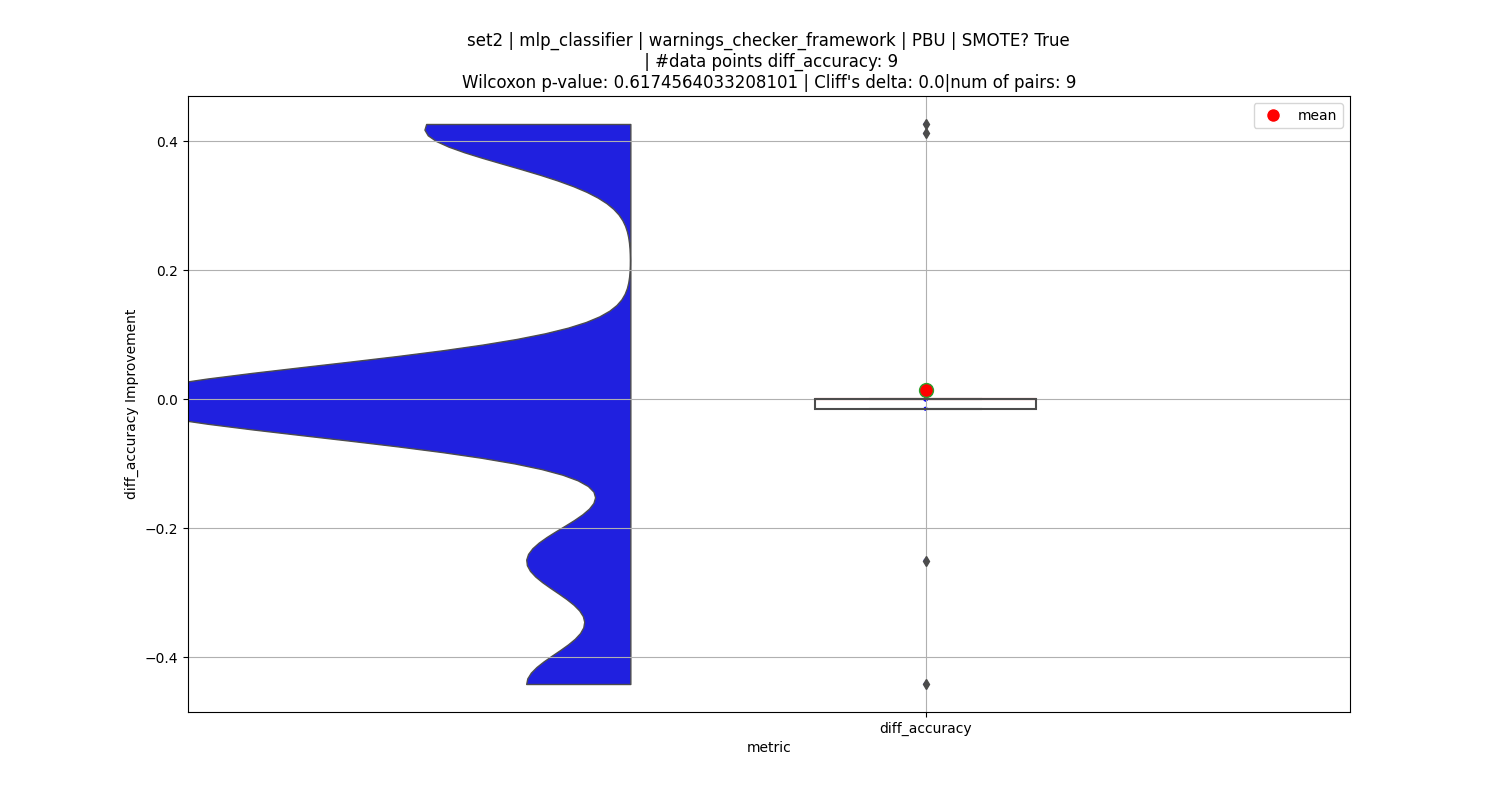 set2 | mlp_classifier | warnings_checker_framework | PBU | SMOTE? True
| #data points diff_accuracy: 9
Wilcoxon p-value: 0.6174564033208101 | Cliff's delta: 0.0|num of pairs: 9
mean
0.4
0.2
0.0
−0.2
−0.4
diff_accuracy Improvement
diff_accuracy
metric